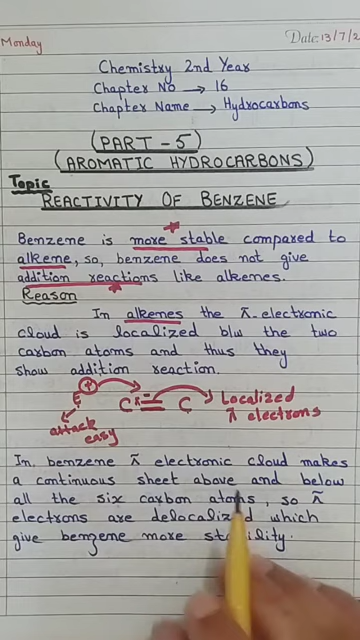 Monday
Date: 13/7/2
Chemistry 2nd Year
Chapter No → 16
Chapter Name → Hydrocarbons
(PART - 5)
(AROMATIC HYDROCARBONS)
Topic
REACTIVITY OF BENZENE
Benzene is more stable compared to
alkene, so, benzene does not give
addition reactions like alkenes.
Reason
In alkenes the π-electronic
cloud is localized b/w the two
carbon atoms and thus they
show addition reaction.
E + C π C Localized
π electrons
attack
easy
In benzene π electronic cloud makes
a continuous sheet above and below
all the six carbon atoms, so π
electrons are delocalized which
give benzene more stability.